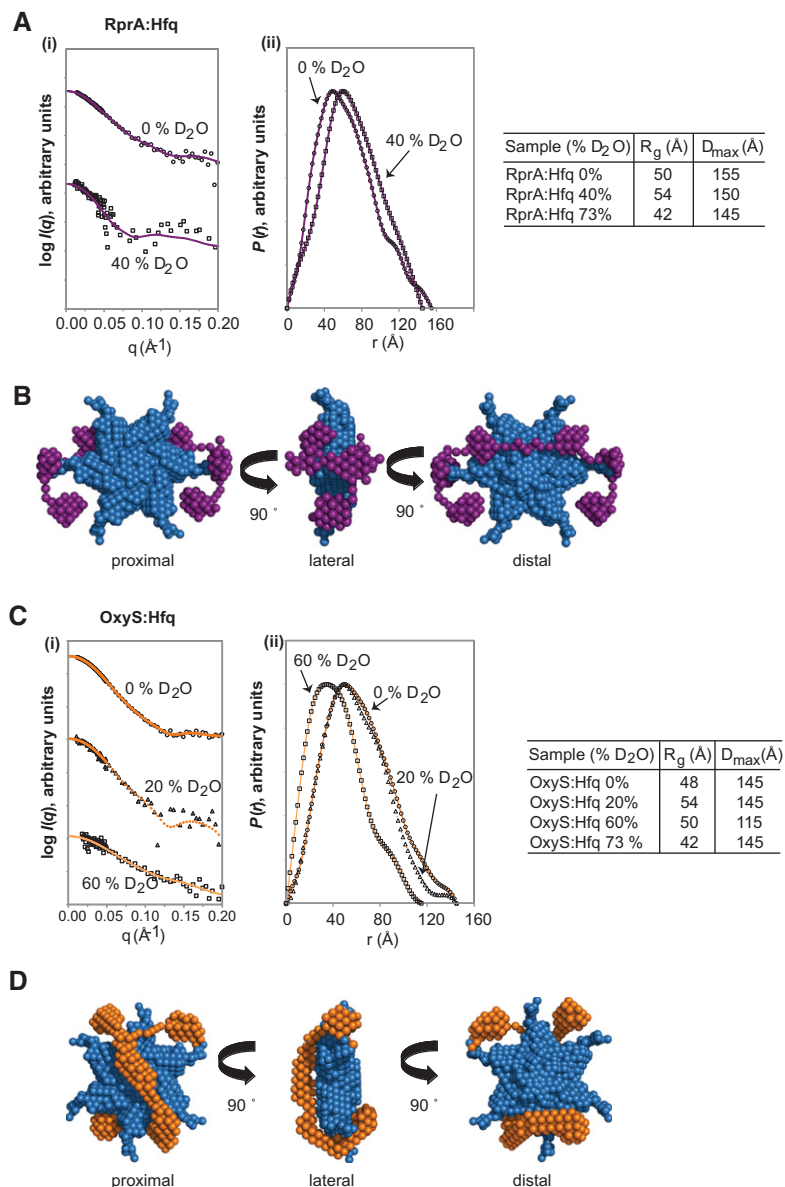 A
RprA:Hfq
(i)
log I(q), arbitrary units
0 % D2O
40 % D2O
0.00 0.05 0.10 0.15 0.20
q (Å-1)
(ii)
P(r), arbitrary units
0 % D2O
40 % D2O
0 40 80 120 160
r (Å)
Sample (% D2O) Rg (Å) Dmax(Å)
RprA:Hfq 0% 50 155
RprA:Hfq 40% 54 150
RprA:Hfq 73% 42 145
B
90 ° 90 °
proximal lateral distal
C
OxyS:Hfq
(i)
log I(q), arbitrary units
0 % D2O
20 % D2O
60 % D2O
0.00 0.05 0.10 0.15 0.20
q (Å-1)
(ii)
P(r), arbitrary units
60 % D2O
0 % D2O
20 % D2O
0 40 80 120 160
r (Å)
Sample (% D2O) Rg (Å) Dmax(Å)
OxyS:Hfq 0% 48 145
OxyS:Hfq 20% 54 145
OxyS:Hfq 60% 50 115
OxyS:Hfq 73 % 42 145
D
90 ° 90 °
proximal lateral distal